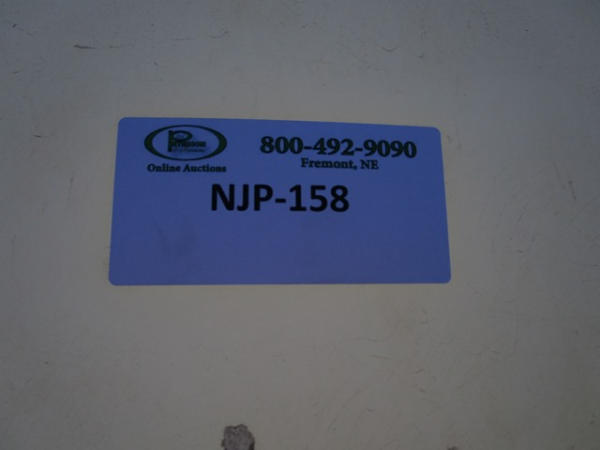 800-492-9090
Fremont, NE
Online Auctions
NJP-158